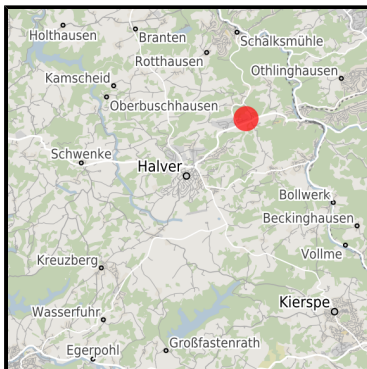 Holthausen
Branten
Schalksmühle
Rotthausen
Othlinghausen
Kamscheid
Oberbuschhausen
Schwenke
Halver
Bollwerk
Beckinghausen
Vollme
Kreuzberg
Kierspe
Wasserfuhr
Großfastenrath
Egerpohl